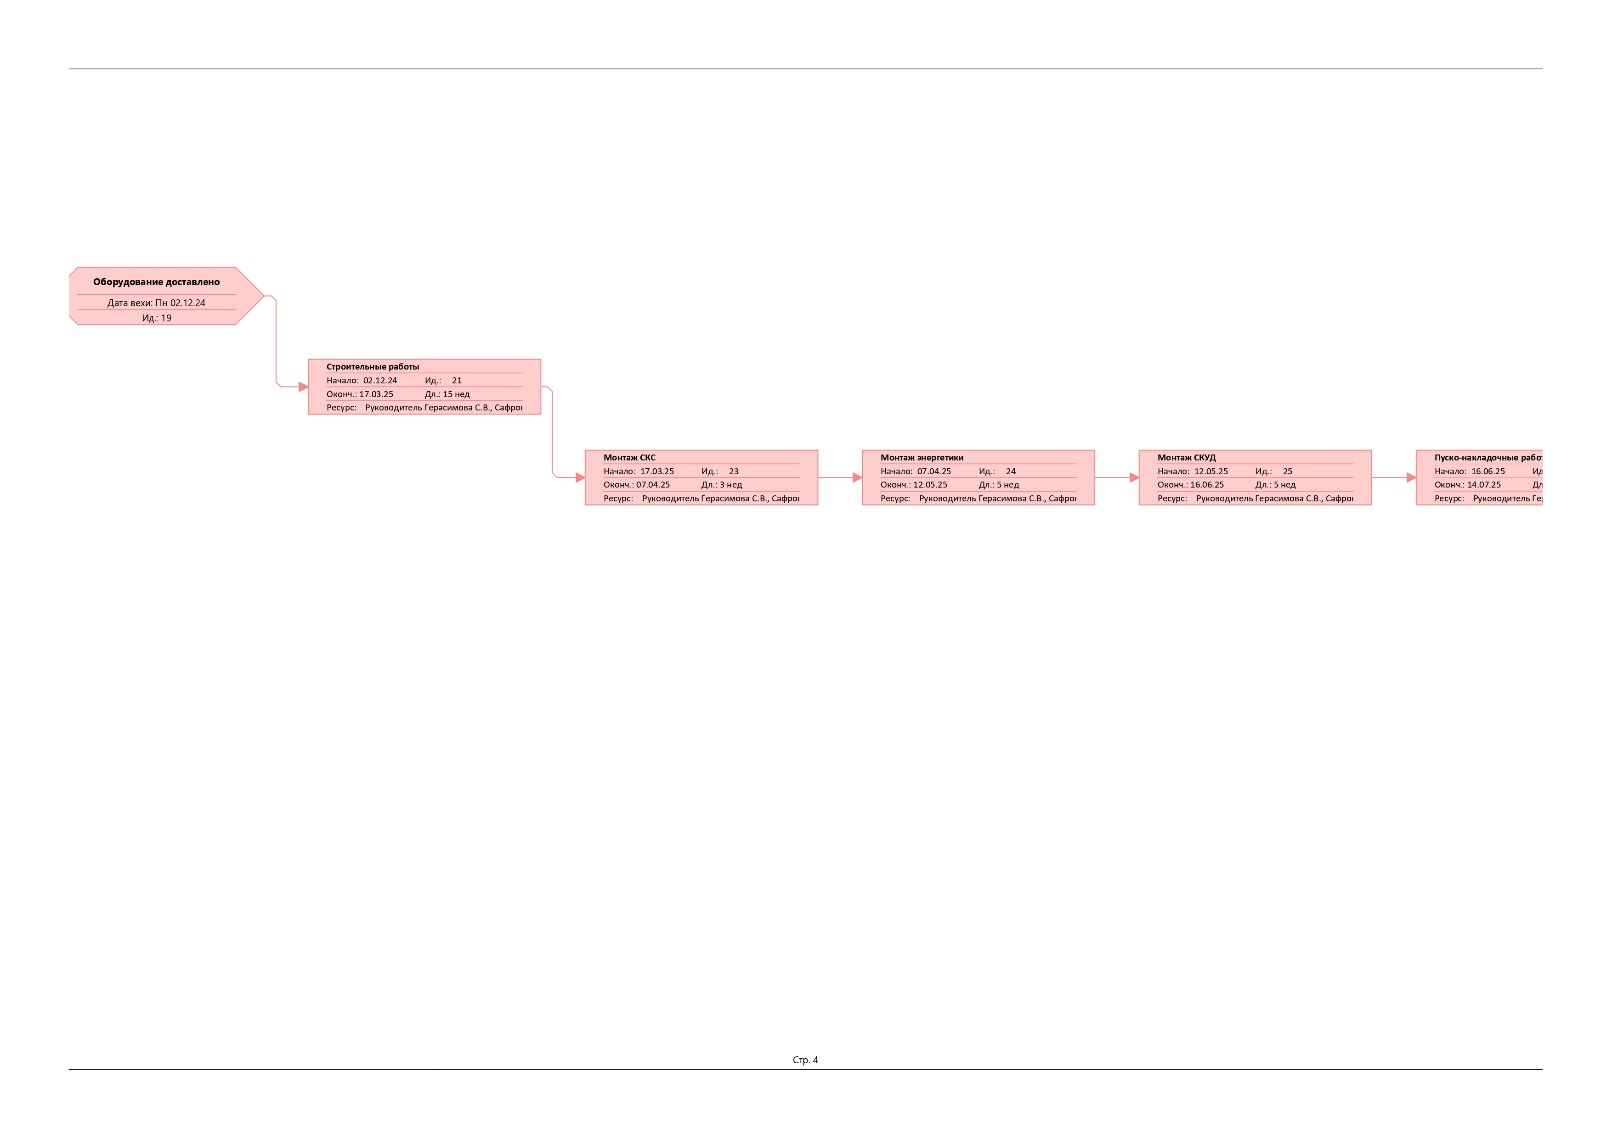 Оборудование доставлено
Дата вехи: Пн 02.12.24
Ид.: 19
Строительные работы
Начало: 02.12.24 Ид.: 21
Оконч.: 17.03.25 Дл.: 15 нед
Ресурс: Руководитель Герасимова С.В., Сафро
Монтаж СКС
Начало: 17.03.25 Ид.: 23
Оконч.: 07.04.25 Дл.: 3 нед
Ресурс: Руководитель Герасимова С.В., Сафро
Монтаж энергетики
Начало: 07.04.25 Ид.: 24
Оконч.: 12.05.25 Дл.: 5 нед
Ресурс: Руководитель Герасимова С.В., Сафро
Монтаж СКУД
Начало: 12.05.25 Ид.: 25
Оконч.: 16.06.25 Дл.: 5 нед
Ресурс: Руководитель Герасимова С.В., Сафро
Пуско-накладочные рабо
Начало: 16.06.25 Ид
Оконч.: 14.07.25 Дл
Ресурс: Руководитель Гер
Стр. 4